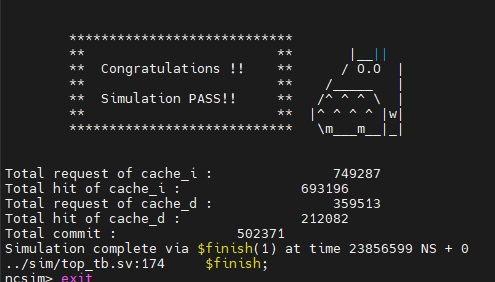 ****************************
**                        **       |__||
**  Congratulations !!    **      / O.O  |
**                        **    /_____   |
**  Simulation PASS!!     **   /^ ^ ^ \  |
**                        **  |^ ^ ^ ^ |w|
****************************   \m___m__|_|
Total request of cache_i :               749287
Total hit of cache_i :               693196
Total request of cache_d :               359513
Total hit of cache_d :               212082
Total commit :               502371
Simulation complete via $finish(1) at time 23856599 NS + 0
../sim/top_tb.sv:174     $finish;
ncsim> exit